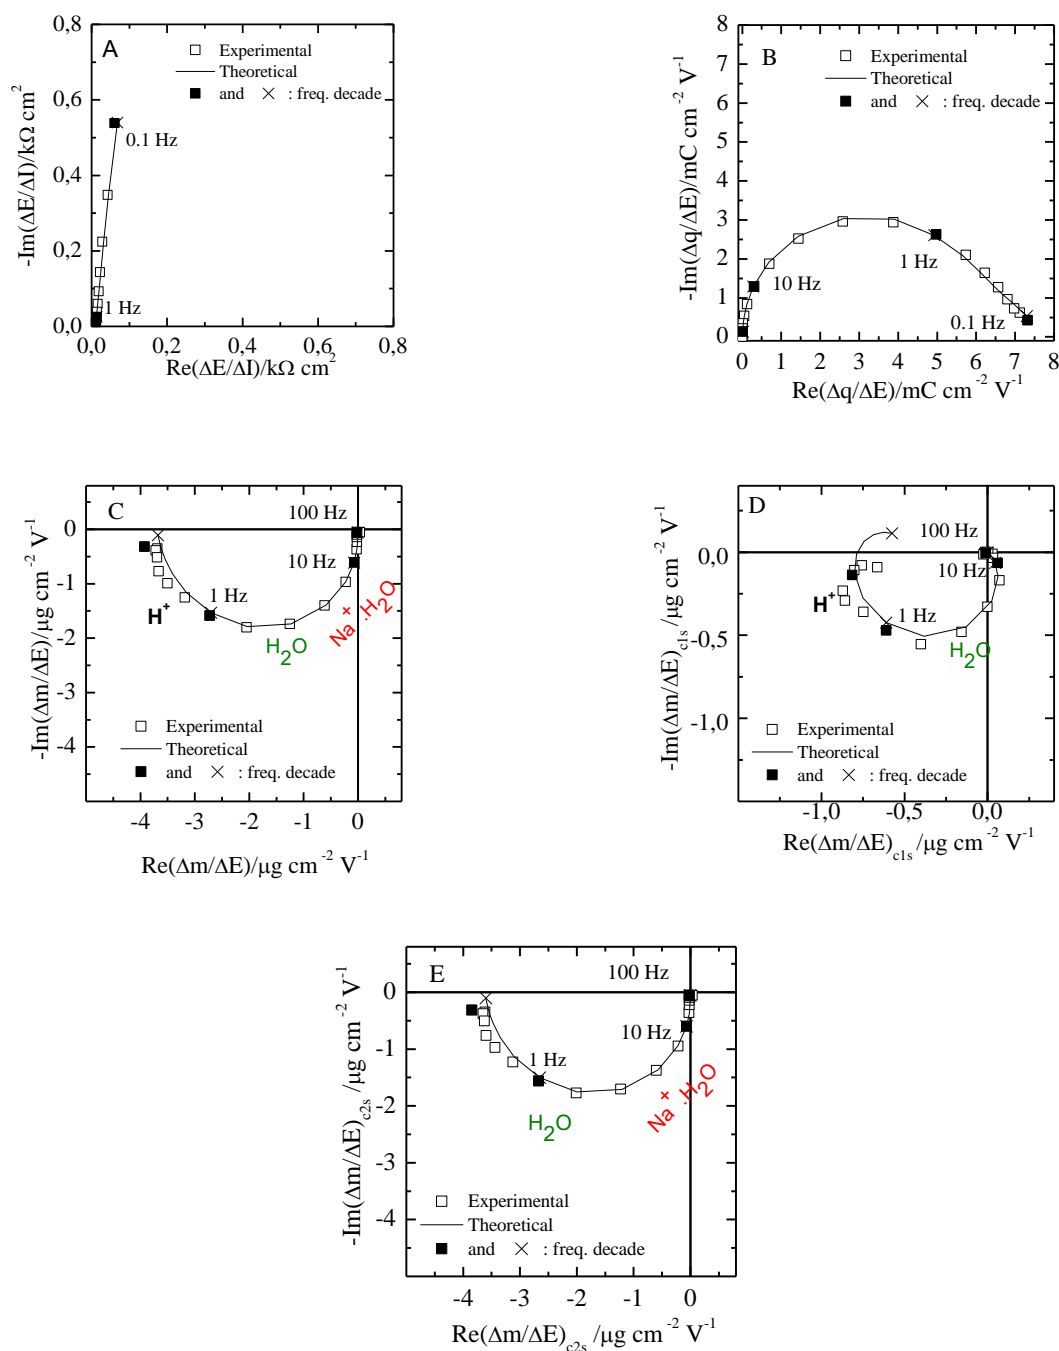 A
Experimental
Theoretical
and × : freq. decade
0.1 Hz
1 Hz
-Im(ΔE/ΔI)/kΩ cm²
0,8
0,6
0,4
0,2
0,0
0,0 0,2 0,4 0,6 0,8
Re(ΔE/ΔI)/kΩ cm²
B
Experimental
Theoretical
and × : freq. decade
10 Hz
1 Hz
0.1 Hz
-Im(Δq/ΔE)/mC cm⁻² V⁻¹
8
7
6
5
4
3
2
1
0
0 1 2 3 4 5 6 7 8
Re(Δq/ΔE)/mC cm⁻² V⁻¹
C
100 Hz
10 Hz
1 Hz
H⁺
H₂O
Na⁺.H₂O
Experimental
Theoretical
and × : freq. decade
-Im(Δm/ΔE)/μg cm⁻² V⁻¹
0
-1
-2
-3
-4
-4 -3 -2 -1 0
Re(Δm/ΔE)/μg cm⁻² V⁻¹
D
100 Hz
10 Hz
1 Hz
H⁺
H₂O
Experimental
Theoretical
and × : freq. decade
-Im(Δm/ΔE)c1s /μg cm⁻² V⁻¹
0,0
-0,5
-1,0
-1,0 -0,5 0,0
Re(Δm/ΔE)c1s /μg cm⁻² V⁻¹
E
100 Hz
10 Hz
1 Hz
H₂O
Na⁺.H₂O
Experimental
Theoretical
and × : freq. decade
-Im(Δm/ΔE)c2s /μg cm⁻² V⁻¹
0
-1
-2
-3
-4
-4 -3 -2 -1 0
Re(Δm/ΔE)c2s /μg cm⁻² V⁻¹